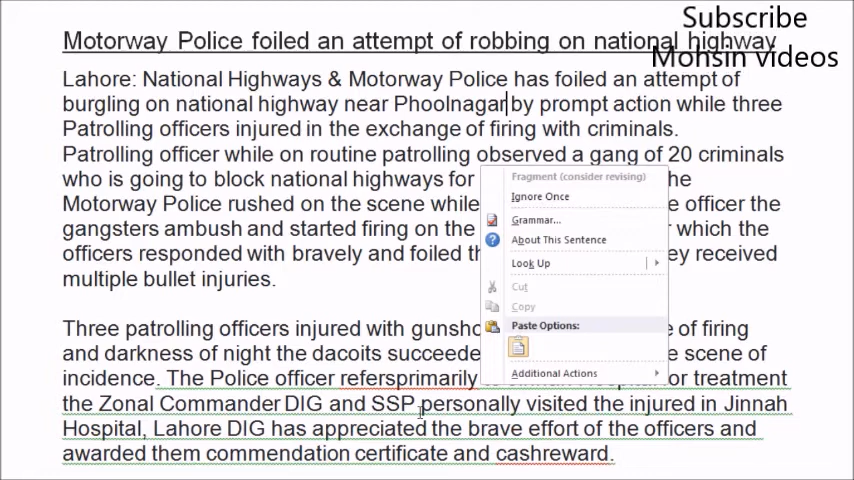 Subscribe
Mohsin videos
Motorway Police foiled an attempt of robbing on national highway
Lahore: National Highways & Motorway Police has foiled an attempt of
burgling on national highway near Phoolnagar by prompt action while three
Patrolling officers injured in the exchange of firing with criminals.
Patrolling officer while on routine patrolling observed a gang of 20 criminals
who is going to block national highways for
Motorway Police rushed on the scene while e officer the
gangsters ambush and started firing on the r which the
officers responded with bravely and foiled ey received
multiple bullet injuries.
Fragment (consider revising)
Ignore Once
Grammar...
About This Sentence
Look Up
Cut
Copy
Paste Options:
Additional Actions
Three patrolling officers injured with gunsho e of firing
and darkness of night the dacoits succeede e scene of
incidence. The Police officer refersprimarily Hospital for treatment
the Zonal Commander DIG and SSP personally visited the injured in Jinnah
Hospital, Lahore DIG has appreciated the brave effort of the officers and
awarded them commendation certificate and cashreward.